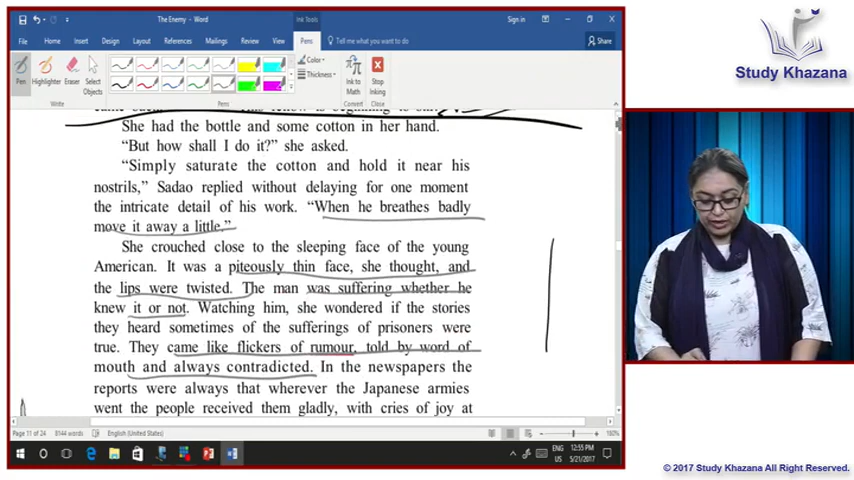 The Enemy - Word
Ink Tools
Sign in
File
Home
Insert
Design
Layout
References
Mailings
Review
View
Pens
Tell me what you want to do
Share
Pen
Highlighter
Eraser
Select
Objects
Color
Thickness
Ink to
Math
Stop
Inking
Write
Pens
Convert
Close
She had the bottle and some cotton in her hand.
“But how shall I do it?” she asked.
“Simply saturate the cotton and hold it near his
nostrils,” Sadao replied without delaying for one moment
the intricate detail of his work. “When he breathes badly
move it away a little.”
She crouched close to the sleeping face of the young
American. It was a piteously thin face, she thought, and
the lips were twisted. The man was suffering whether he
knew it or not. Watching him, she wondered if the stories
they heard sometimes of the sufferings of prisoners were
true. They came like flickers of rumour, told by word of
mouth and always contradicted. In the newspapers the
reports were always that wherever the Japanese armies
went the people received them gladly, with cries of joy at
Page 11 of 24
8144 words
English (United States)
100%
ENG
US
12:55 PM
5/21/2017
Study Khazana
© 2017 Study Khazana All Right Reserved.